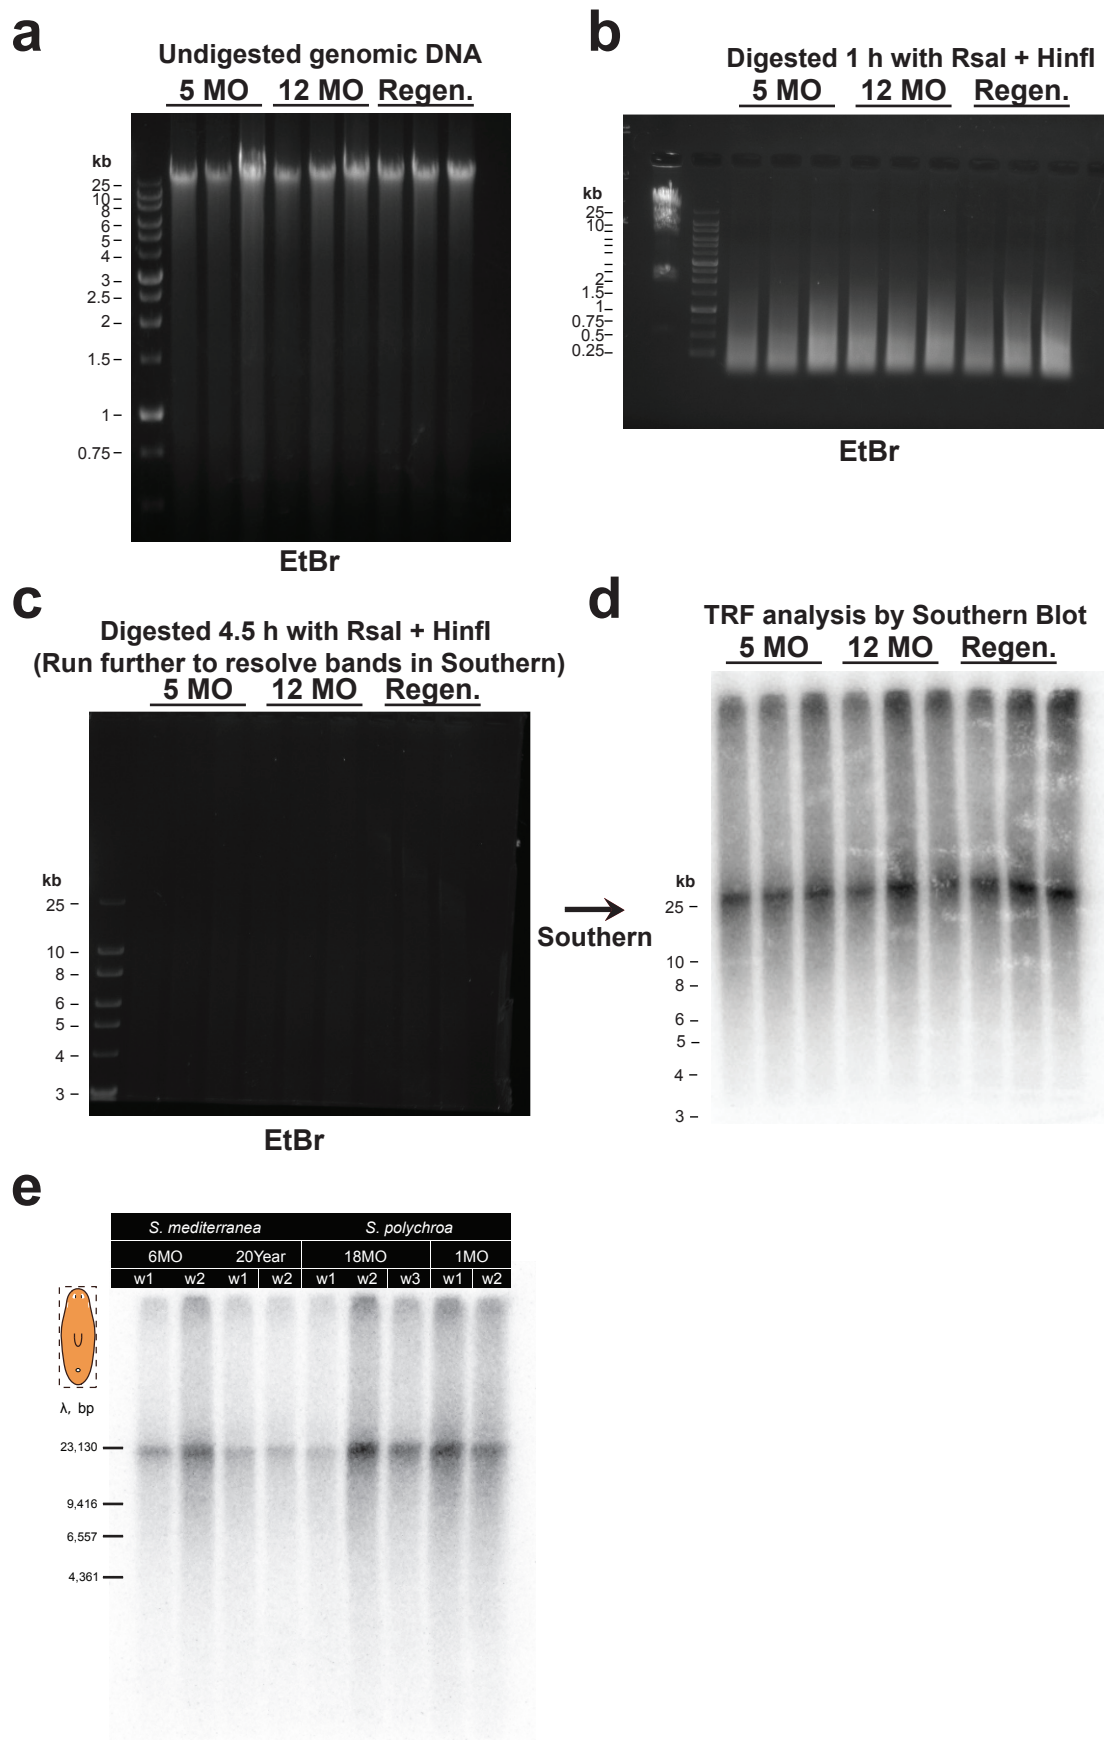 a
Undigested genomic DNA
5 MO 12 MO Regen.
kb
25
10
8
6
5
4
3
2.5
2
1.5
1
0.75
EtBr
b
Digested 1 h with RsaI + HinfI
5 MO 12 MO Regen.
kb
25
10
2
1.5
1
0.75
0.5
0.25
EtBr
c
Digested 4.5 h with RsaI + HinfI
(Run further to resolve bands in Southern)
5 MO 12 MO Regen.
kb
25
10
8
6
5
4
3
EtBr
Southern
d
TRF analysis by Southern Blot
5 MO 12 MO Regen.
kb
25
10
8
6
5
4
3
e
S. mediterranea S. polychroa
6MO 20Year 18MO 1MO
w1 w2 w1 w2 w1 w2 w3 w1 w2
λ, bp
23,130
9,416
6,557
4,361